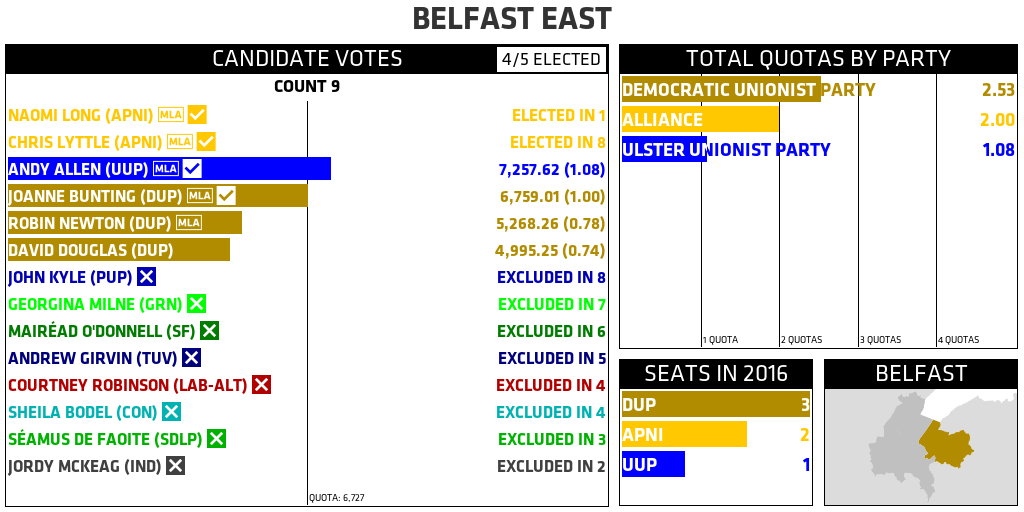 BELFAST EAST
CANDIDATE VOTES
4/5 ELECTED
COUNT 9
NAOMI LONG (APNI) MLA ELECTED IN 1
CHRIS LYTTLE (APNI) MLA ELECTED IN 8
ANDY ALLEN (UUP) MLA 7,257.62 (1.08)
JOANNE BUNTING (DUP) MLA 6,759.01 (1.00)
ROBIN NEWTON (DUP) MLA 5,268.26 (0.78)
DAVID DOUGLAS (DUP) 4,995.25 (0.74)
JOHN KYLE (PUP) EXCLUDED IN 8
GEORGINA MILNE (GRN) EXCLUDED IN 7
MAIRÉAD O'DONNELL (SF) EXCLUDED IN 6
ANDREW GIRVIN (TUV) EXCLUDED IN 5
COURTNEY ROBINSON (LAB-ALT) EXCLUDED IN 4
SHEILA BODEL (CON) EXCLUDED IN 4
SÉAMUS DE FAOITE (SDLP) EXCLUDED IN 3
JORDY MCKEAG (IND) EXCLUDED IN 2
QUOTA: 6,727
TOTAL QUOTAS BY PARTY
DEMOCRATIC UNIONIST PARTY 2.53
ALLIANCE 2.00
ULSTER UNIONIST PARTY 1.08
1 QUOTA 2 QUOTAS 3 QUOTAS 4 QUOTAS
SEATS IN 2016
DUP 3
APNI 2
UUP 1
BELFAST